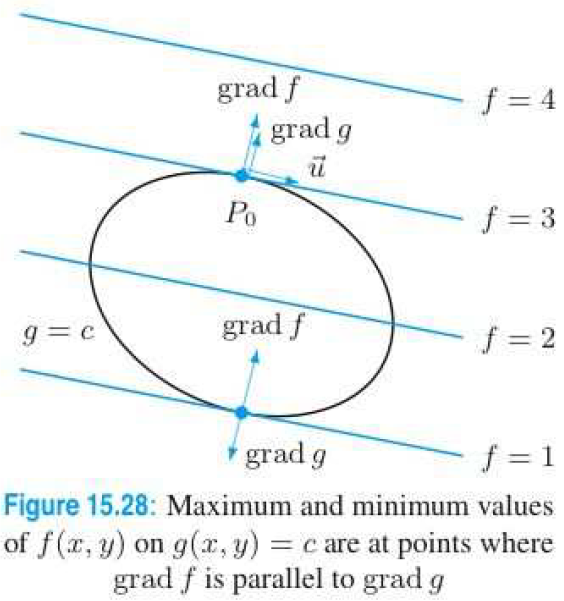 grad f
f = 4
grad g
u⃗
P₀
f = 3
g = c
grad f
f = 2
grad g
f = 1
Figure 15.28: Maximum and minimum values
of f(x, y) on g(x, y) = c are at points where
grad f is parallel to grad g